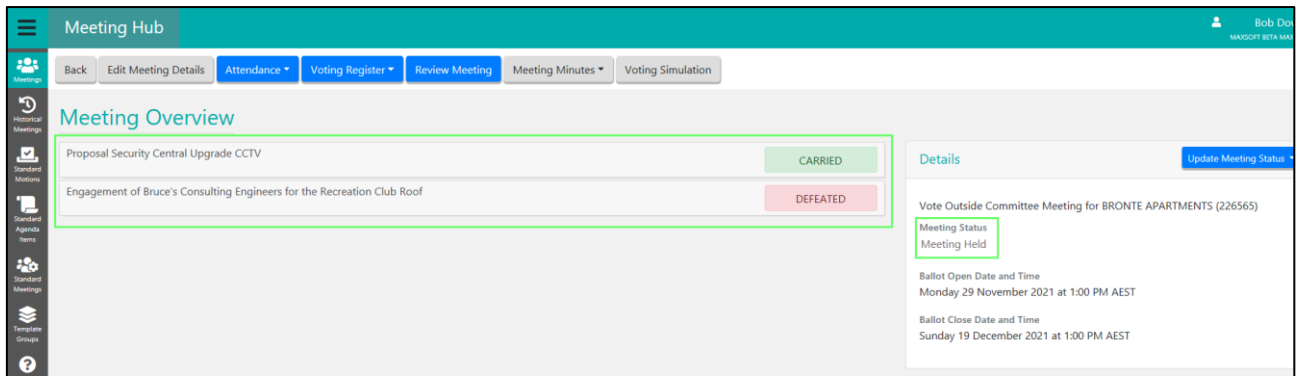 Meeting Hub
Bob
MAXSOFT BETA
Back
Edit Meeting Details
Attendance
Voting Register
Review Meeting
Meeting Minutes
Voting Simulation
Meetings
Historical
Meetings
Standard
Motions
Standard
Agenda
Items
Standard
Meetings
Template
Groups
Meeting Overview
Proposal Security Central Upgrade CCTV
CARRIED
Engagement of Bruce's Consulting Engineers for the Recreation Club Roof
DEFEATED
Details
Update Meeting Status
Vote Outside Committee Meeting for BRONTE APARTMENTS (226565)
Meeting Status
Meeting Held
Ballot Open Date and Time
Monday 29 November 2021 at 1:00 PM AEST
Ballot Close Date and Time
Sunday 19 December 2021 at 1:00 PM AEST